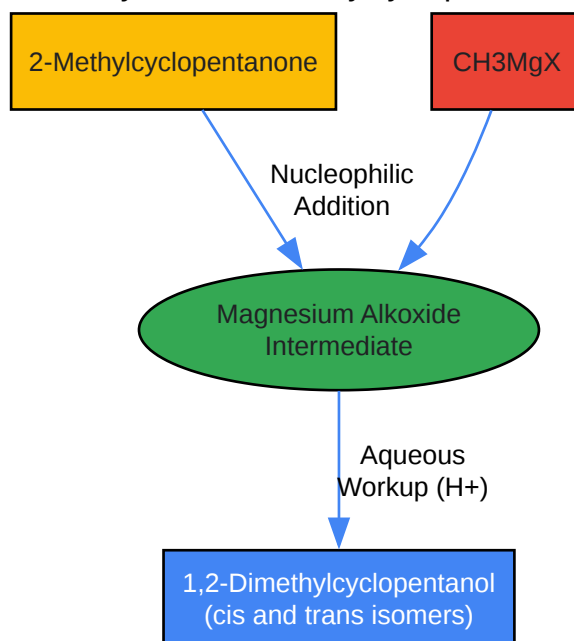 2-Methylcyclopentanone
CH3MgX
Nucleophilic
Addition
Magnesium Alkoxide
Intermediate
Aqueous
Workup (H+)
1,2-Dimethylcyclopentanol
(cis and trans isomers)